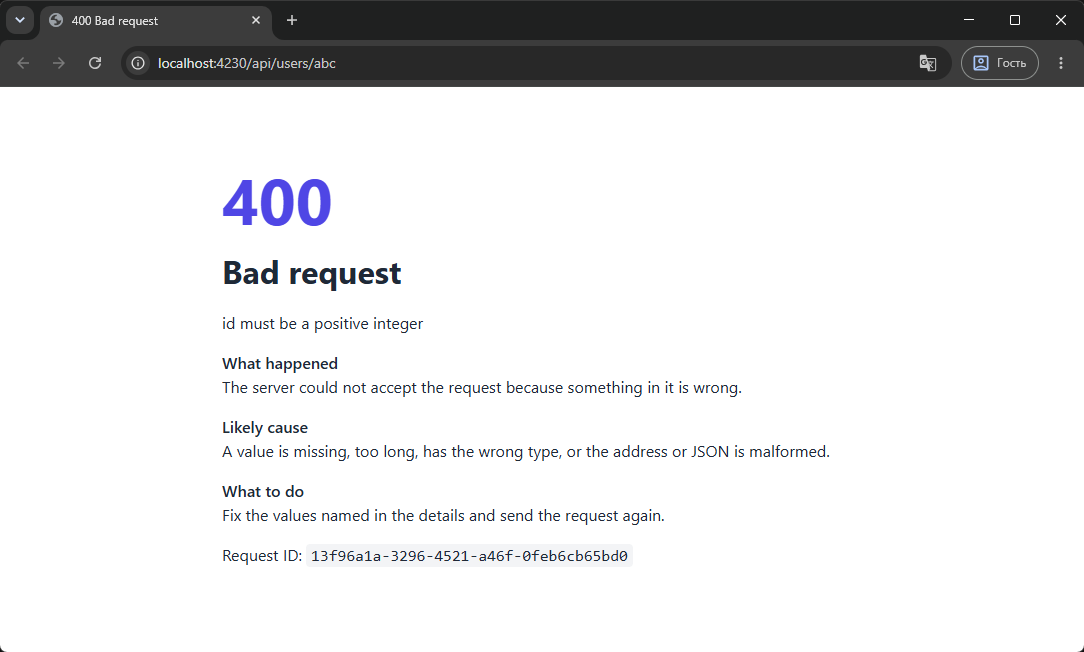 400 Bad request
localhost:4230/api/users/abc
Гость
400
Bad request
id must be a positive integer
What happened
The server could not accept the request because something in it is wrong.
Likely cause
A value is missing, too long, has the wrong type, or the address or JSON is malformed.
What to do
Fix the values named in the details and send the request again.
Request ID: 13f96a1a-3296-4521-a46f-0feb6cb65bd0